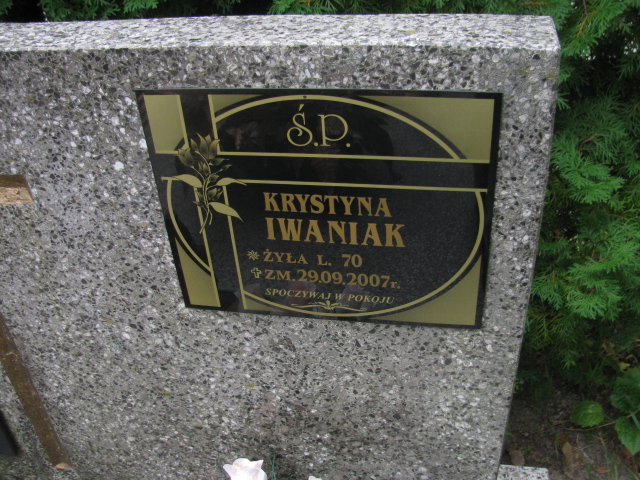 Ś.P.
KRYSTYNA
IWANIAK
ŻYŁA L. 70
ZM. 29.09.2007r.
SPOCZYWAJ W POKOJU